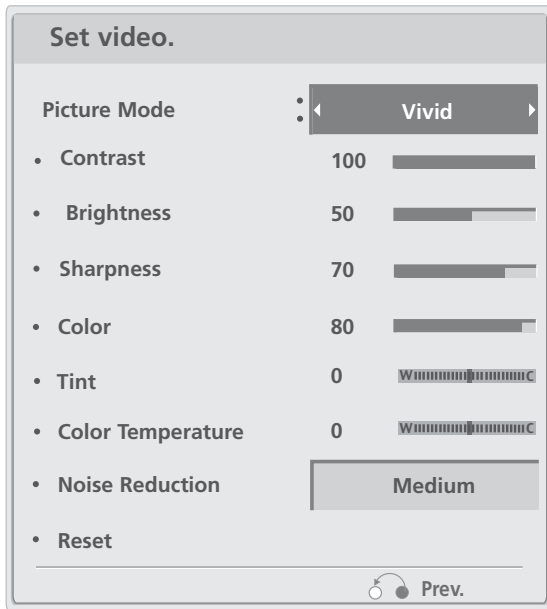 Set video.
Picture Mode : Vivid
• Contrast 100
• Brightness 50
• Sharpness 70
• Color 80
• Tint 0 W C
• Color Temperature 0 W C
• Noise Reduction Medium
• Reset
Prev.